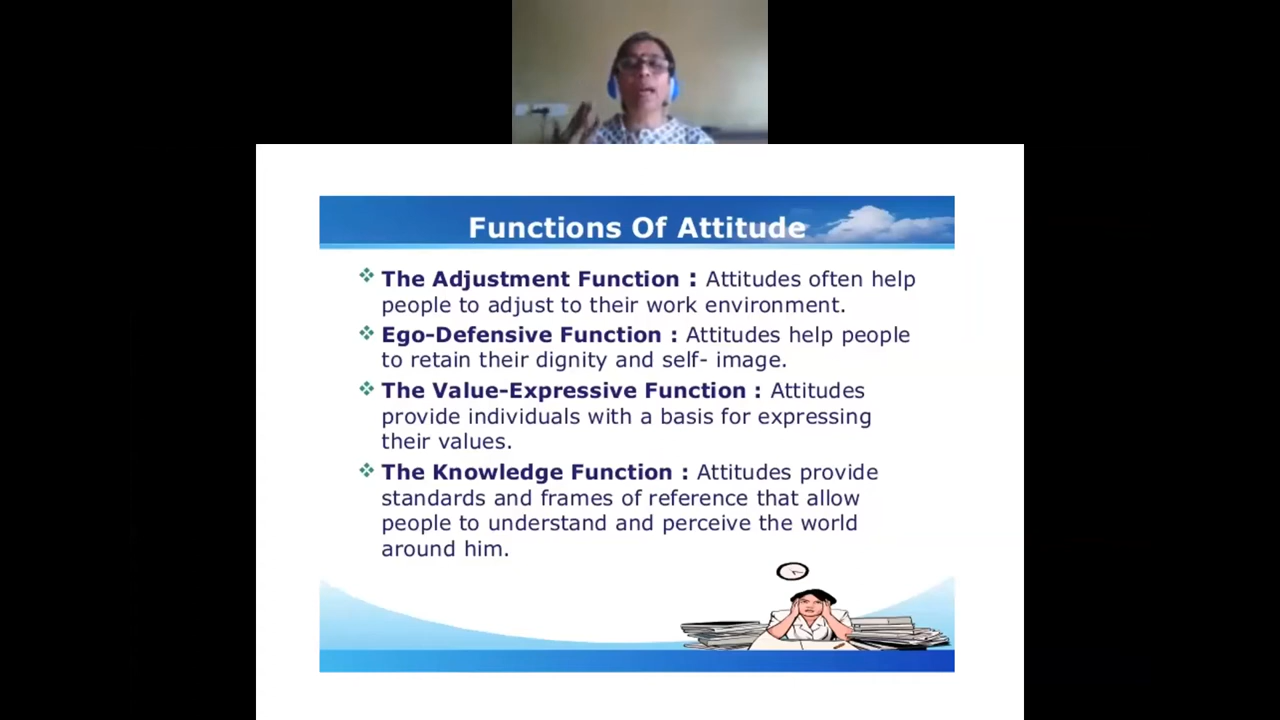 Functions Of Attitude
The Adjustment Function : Attitudes often help
people to adjust to their work environment.
Ego-Defensive Function : Attitudes help people
to retain their dignity and self- image.
The Value-Expressive Function : Attitudes
provide individuals with a basis for expressing
their values.
The Knowledge Function : Attitudes provide
standards and frames of reference that allow
people to understand and perceive the world
around him.